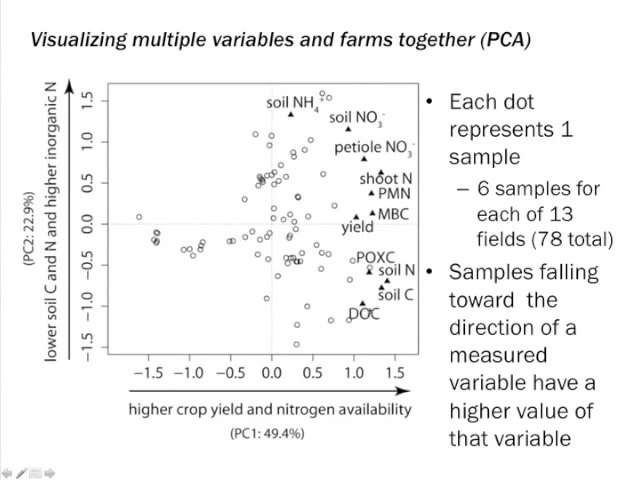 Visualizing multiple variables and farms together (PCA)
(PC2: 22.9%)
lower soil C and N and higher inorganic N
1.5
1.0
0.5
0.0
−0.5
−1.0
−1.5
soil NH4+
soil NO3-
petiole NO3-
shoot N
PMN
MBC
yield
POXC
soil N
soil C
DOC
−1.5 −1.0 −0.5 0.0 0.5 1.0 1.5
higher crop yield and nitrogen availability
(PC1: 49.4%)
• Each dot
represents 1
sample
– 6 samples for
each of 13
fields (78 total)
• Samples falling
toward the
direction of a
measured
variable have a
higher value of
that variable